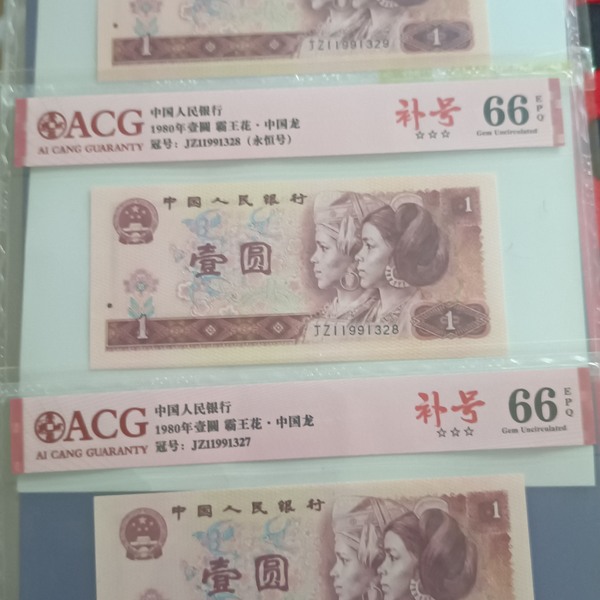 1
JZ11991329
1
ACG
AI CANG GUARANTY
中国人民银行
1980年壹圆 霸王花·中国龙
冠号：JZ11991328（永恒号）
补号
☆☆☆
66
EPQ
Gem Uncirculated
中国人民银行
1
壹圆
1
JZ11991328
1
ACG
AI CANG GUARANTY
中国人民银行
1980年壹圆 霸王花·中国龙
冠号：JZ11991327
补号
☆☆☆
66
EPQ
Gem Uncirculated
中国人民银行
1
壹圆